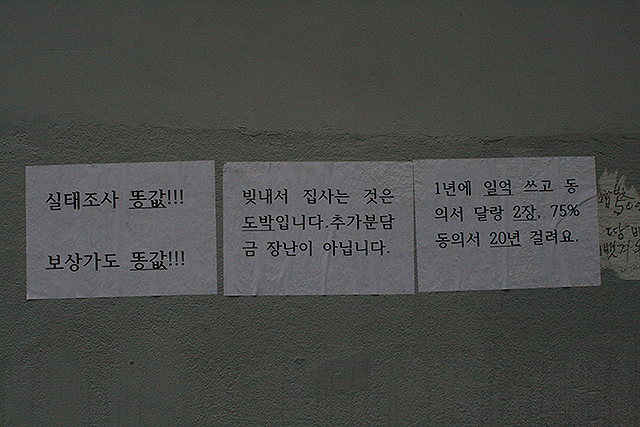 실태조사 똥값!!!
보상가도 똥값!!!
빚내서 집사는 것은
도박입니다.추가분담
금 장난이 아닙니다.
1년에 일억 쓰고 동
의서 달랑 2장, 75%
동의서 20년 걸려요.